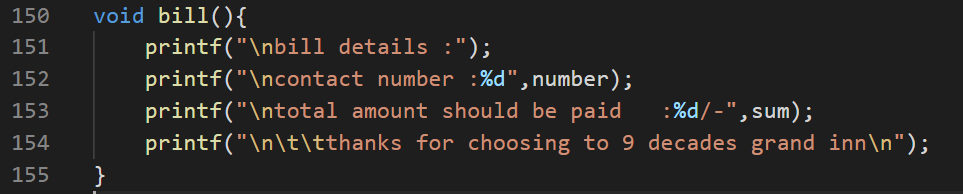 150 void bill(){
151     printf("\nbill details :");
152     printf("\ncontact number :%d",number);
153     printf("\ntotal amount should be paid   :%d/-",sum);
154     printf("\n\t\tthanks for choosing to 9 decades grand inn\n");
155 }